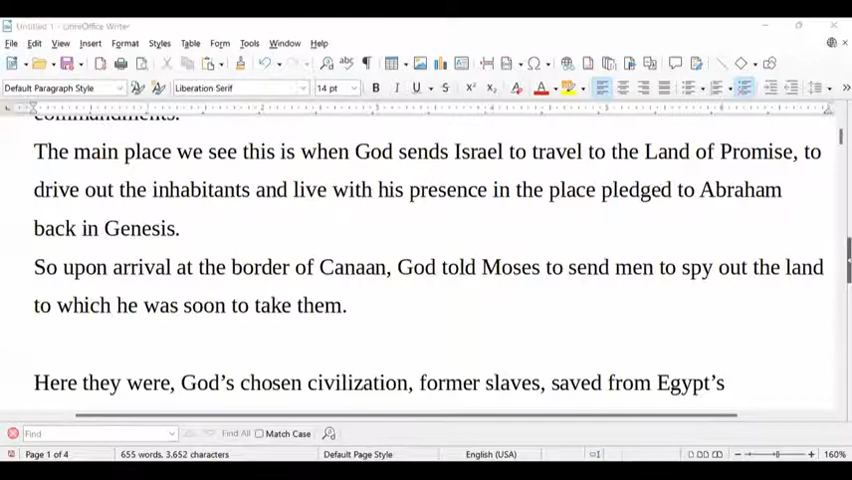 Untitled 1 - LibreOffice Writer
File Edit View Insert Format Styles Table Form Tools Window Help
Default Paragraph Style Liberation Serif 14 pt
commandments.
The main place we see this is when God sends Israel to travel to the Land of Promise, to
drive out the inhabitants and live with his presence in the place pledged to Abraham
back in Genesis.
So upon arrival at the border of Canaan, God told Moses to send men to spy out the land
to which he was soon to take them.
Here they were, God’s chosen civilization, former slaves, saved from Egypt’s
Find Find All Match Case
Page 1 of 4 655 words, 3,652 characters Default Page Style English (USA) 160%